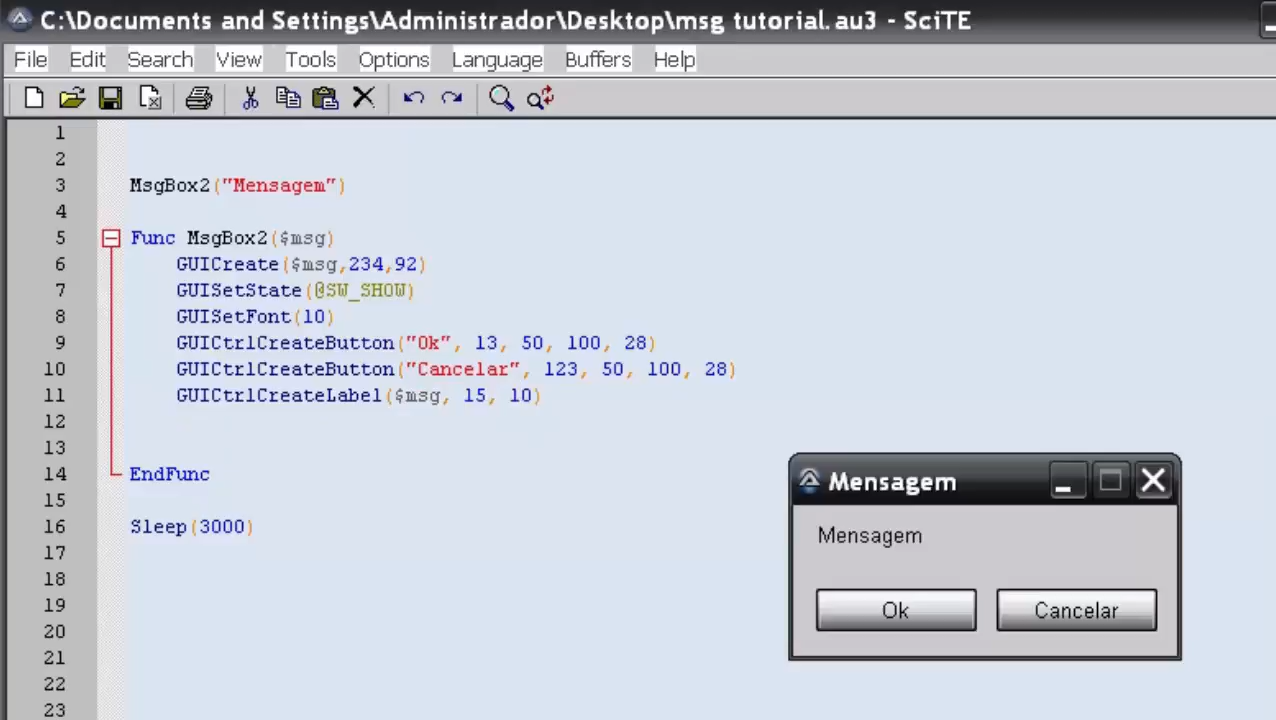 C:\Documents and Settings\Administrador\Desktop\msg tutorial.au3 - SciTE
File Edit Search View Tools Options Language Buffers Help
1
2
3 MsgBox2("Mensagem")
4
5 Func MsgBox2($msg)
6 GUICreate($msg,234,92)
7 GUISetState(@SW_SHOW)
8 GUISetFont(10)
9 GUICtrlCreateButton("Ok", 13, 50, 100, 28)
10 GUICtrlCreateButton("Cancelar", 123, 50, 100, 28)
11 GUICtrlCreateLabel($msg, 15, 10)
12
13
14 EndFunc
15
16 Sleep(3000)
17
18
19
20
21
22
23
Mensagem
Mensagem
Ok Cancelar